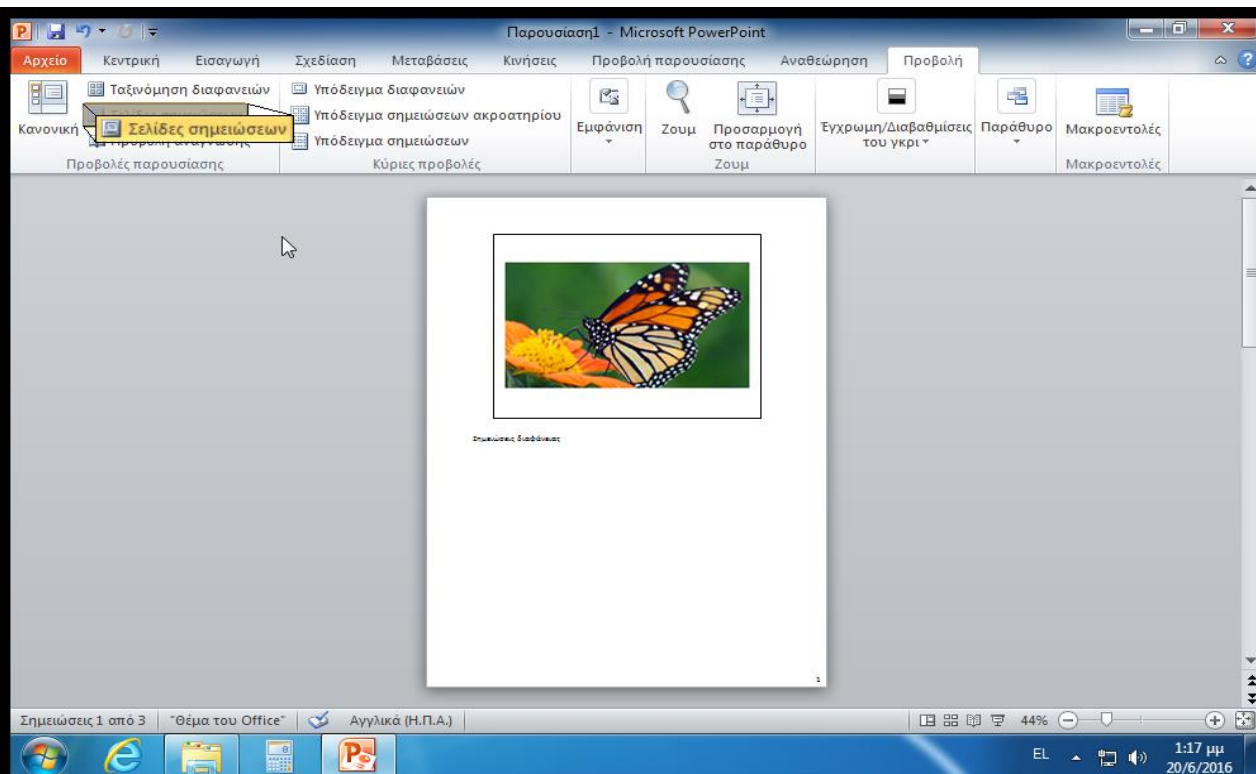 Παρουσίαση1 - Microsoft PowerPoint
Αρχείο Κεντρική Εισαγωγή Σχεδίαση Μεταβάσεις Κινήσεις Προβολή παρουσίασης Αναθεώρηση Προβολή
Κανονική
Ταξινόμηση διαφανειών
Σελίδες σημειώσεων
Προβολή ανάγνωσης
Προβολές παρουσίασης
Υπόδειγμα διαφανειών
Υπόδειγμα σημειώσεων ακροατηρίου
Υπόδειγμα σημειώσεων
Κύριες προβολές
Εμφάνιση
Ζουμ
Προσαρμογή
στο παράθυρο
Ζουμ
Έγχρωμη/Διαβαθμίσεις
του γκρι
Παράθυρο
Μακροεντολές
Μακροεντολές
Σημειώσεις διαφάνειας
1
Σημειώσεις 1 από 3 "Θέμα του Office" Αγγλικά (Η.Π.Α.) 44%
EL 1:17 μμ
20/6/2016